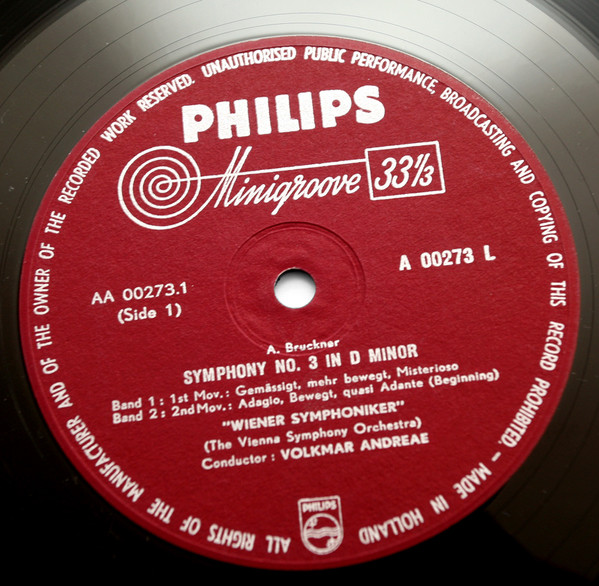 ALL RIGHTS OF THE MANUFACTURER AND OF THE OWNER OF THE RECORDED WORK RESERVED. UNAUTHORISED PUBLIC PERFORMANCE, BROADCASTING AND COPYING OF THIS RECORD PROHIBITED. - MADE IN HOLLAND
PHILIPS
Minigroove 33⅓
AA 00273.1
(Side 1)
A 00273 L
A. Bruckner
SYMPHONY NO. 3 IN D MINOR
Band 1 : 1st Mov.: Gemässigt, mehr bewegt, Misterioso
Band 2 : 2nd Mov.: Adagio, Bewegt, quasi Adante (Beginning)
"WIENER SYMPHONIKER"
(The Vienna Symphony Orchestra)
Conductor : VOLKMAR ANDREAE
PHILIPS